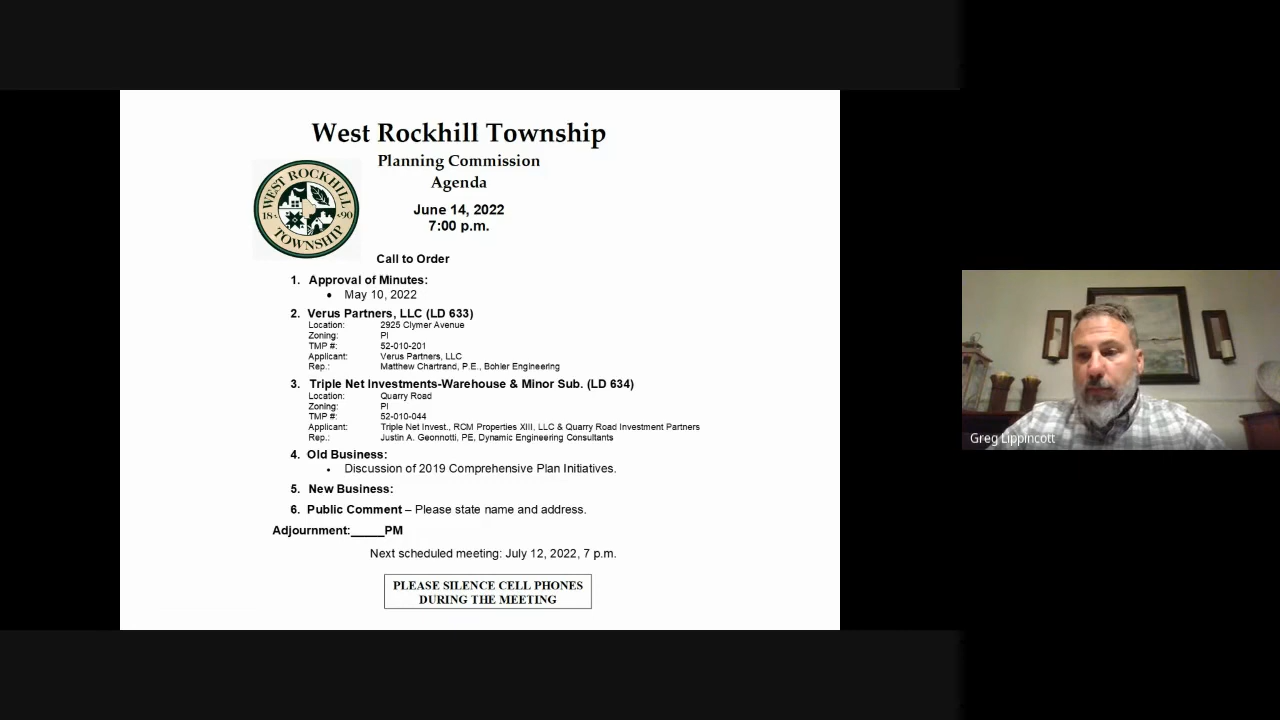 West Rockhill Township
Planning Commission
Agenda
WEST ROCKHILL
1890
TOWNSHIP
June 14, 2022
7:00 p.m.
Call to Order
1. Approval of Minutes:
• May 10, 2022
2. Verus Partners, LLC (LD 633)
Location: 2925 Clymer Avenue
Zoning: PI
TMP #: 52-010-201
Applicant: Verus Partners, LLC
Rep.: Matthew Chartrand, P.E., Bohler Engineering
3. Triple Net Investments-Warehouse & Minor Sub. (LD 634)
Location: Quarry Road
Zoning: PI
TMP #: 52-010-044
Applicant: Triple Net Invest., RCM Properties XIII, LLC & Quarry Road Investment Partners
Rep.: Justin A. Geonnotti, PE, Dynamic Engineering Consultants
4. Old Business:
• Discussion of 2019 Comprehensive Plan Initiatives.
5. New Business:
6. Public Comment – Please state name and address.
Adjournment:_____PM
Next scheduled meeting: July 12, 2022, 7 p.m.
PLEASE SILENCE CELL PHONES
DURING THE MEETING
Greg Lippincott